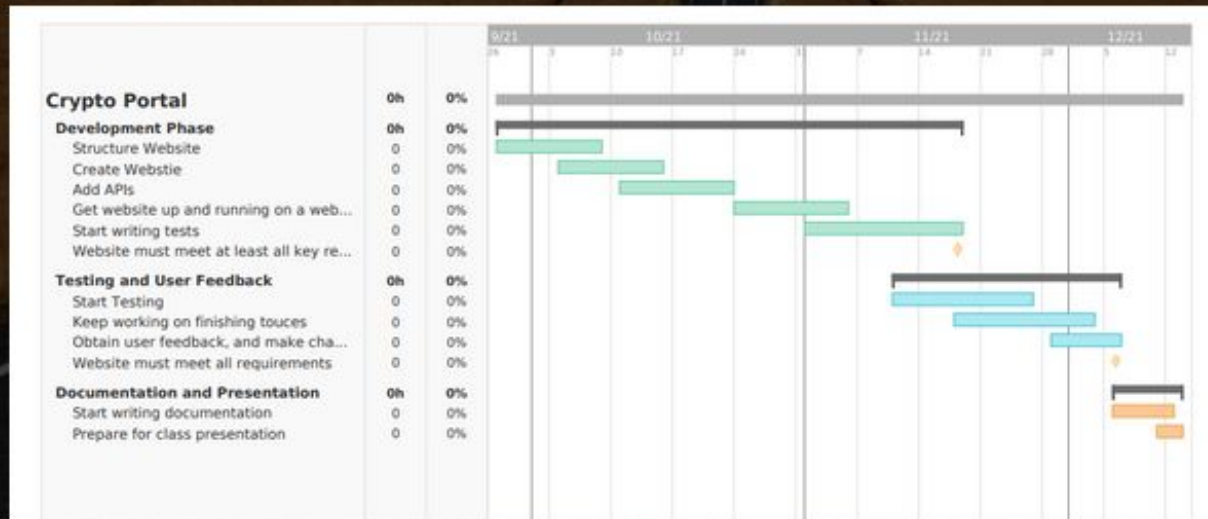 9/21 10/21 11/21 12/21
26 3 10 17 24 31 7 14 21 28 5 12
Crypto Portal 0h 0%
Development Phase 0h 0%
Structure Website 0 0%
Create Webstie 0 0%
Add APIs 0 0%
Get website up and running on a web... 0 0%
Start writing tests 0 0%
Website must meet at least all key re... 0 0%
Testing and User Feedback 0h 0%
Start Testing 0 0%
Keep working on finishing touces 0 0%
Obtain user feedback, and make cha... 0 0%
Website must meet all requirements 0 0%
Documentation and Presentation 0h 0%
Start writing documentation 0 0%
Prepare for class presentation 0 0%